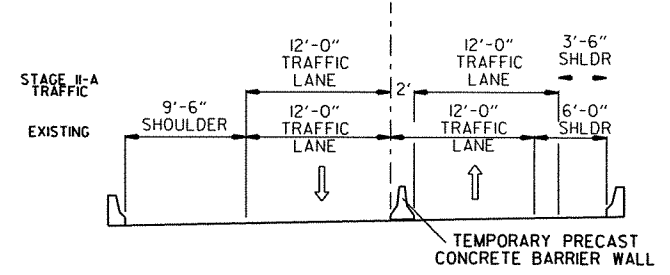 12'-0"
TRAFFIC
LANE
12'-0"
TRAFFIC
LANE
3'-6"
SHLDR
STAGE II-A
TRAFFIC
2'
9'-6"
SHOULDER
12'-0"
TRAFFIC
LANE
12'-0"
TRAFFIC
LANE
6'-0"
SHLDR
EXISTING
TEMPORARY PRECAST
CONCRETE BARRIER WALL